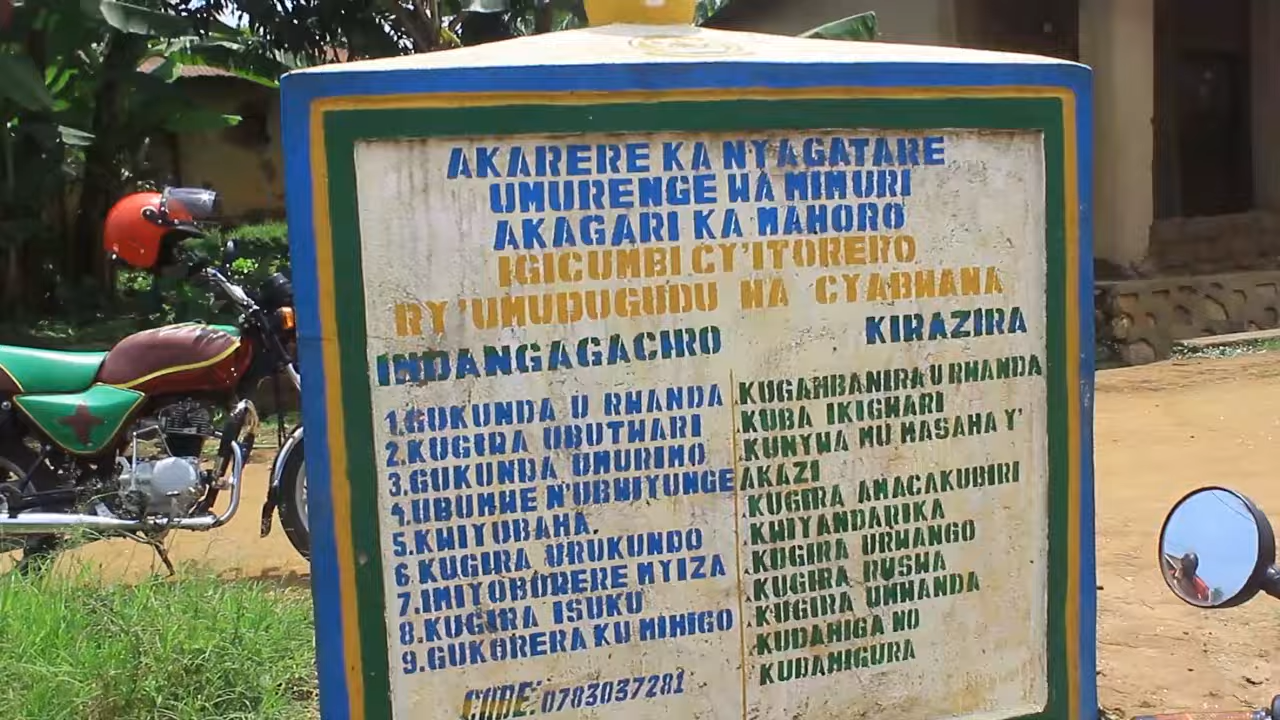 AKARERE KA NYAGATARE
UMURENGE WA MIMURI
AKAGARI KA MAHORO
IGICUMBI CY'ITORERO
RY'UMUDUGUDU WA CYABWANA
INDANGAGACIRO
1.GUKUNDA U RWANDA
2.KUGIRA UBUTWARI
3.GUKUNDA UMURIMO
4.UBUMWE N'UBWIYUNGE
5.KWIYUBAHA.
6.KUGIRA URUKUNDO
7.IMIYOBORERE MYIZA
8.KUGIRA ISUKU
9.GUKORERA KU MIHIGO
KIRAZIRA
.KUGAMBANIRA U RWANDA
.KUBA IKIGWARI
.KUNYWA MU MASAHA Y'
AKAZI
.KUGIRA AMACAKUBIRI
.KWIYANDARIKA
.KUGIRA URWANGO
.KUGIRA RUSWA
.KUGIRA UMWANDA
.KUDAHIGA NO
KUDAHIGURA
CODE:0783037281